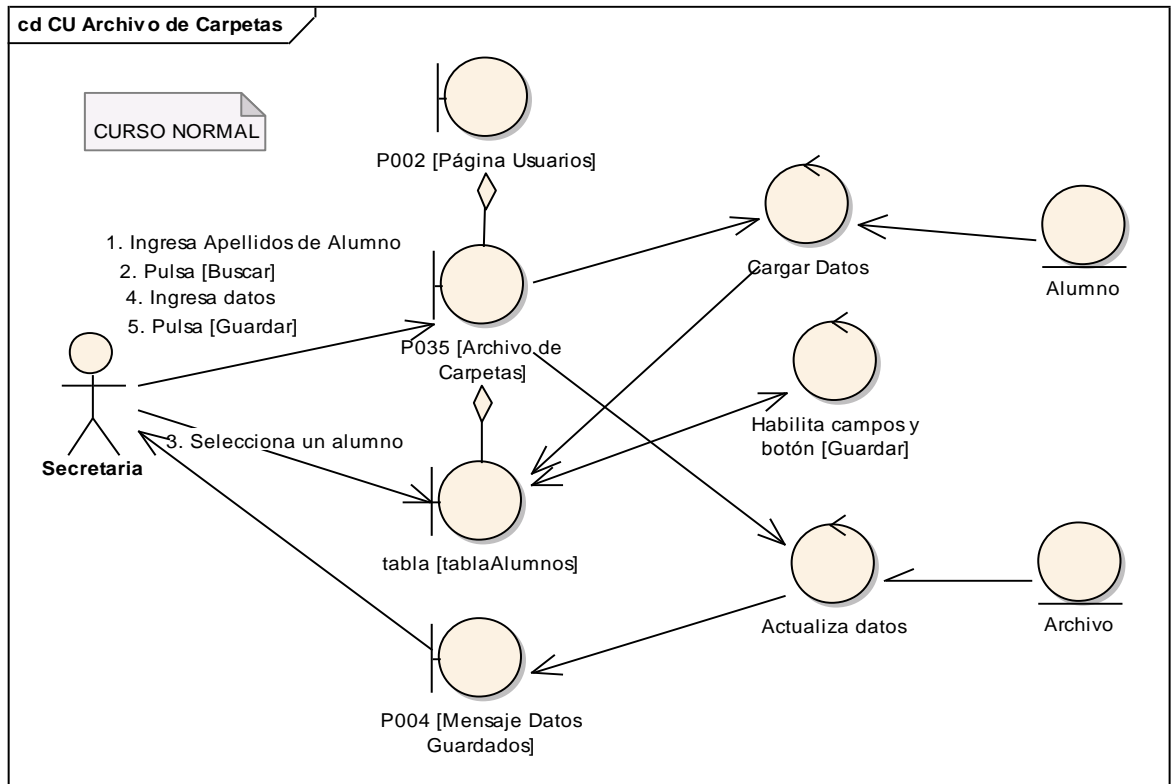 cd CU Archivo de Carpetas
CURSO NORMAL
P002 [Página Usuarios]
1. Ingresa Apellidos de Alumno
2. Pulsa [Buscar]
4. Ingresa datos
5. Pulsa [Guardar]
Cargar Datos
Alumno
P035 [Archivo de
Carpetas]
Habilita campos y
botón [Guardar]
3. Selecciona un alumno
Secretaria
tabla [tablaAlumnos]
Actualiza datos
Archivo
P004 [Mensaje Datos
Guardados]